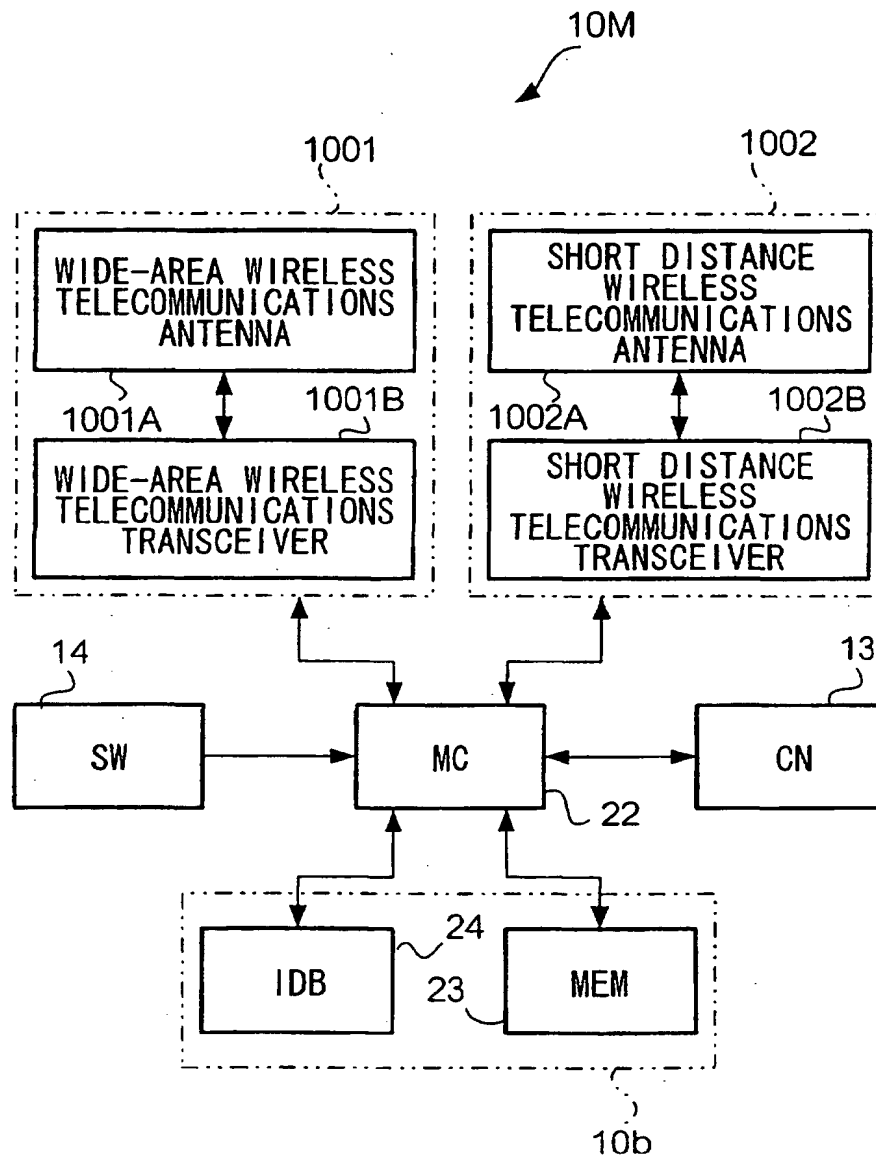 10M
1001
1002
WIDE-AREA WIRELESS
TELECOMMUNICATIONS
ANTENNA
SHORT DISTANCE
WIRELESS
TELECOMMUNICATIONS
ANTENNA
1001A
1001B
1002A
1002B
WIDE-AREA WIRELESS
TELECOMMUNICATIONS
TRANSCEIVER
SHORT DISTANCE
WIRELESS
TELECOMMUNICATIONS
TRANSCEIVER
14
13
SW
MC
CN
22
24
IDB
23
MEM
10b